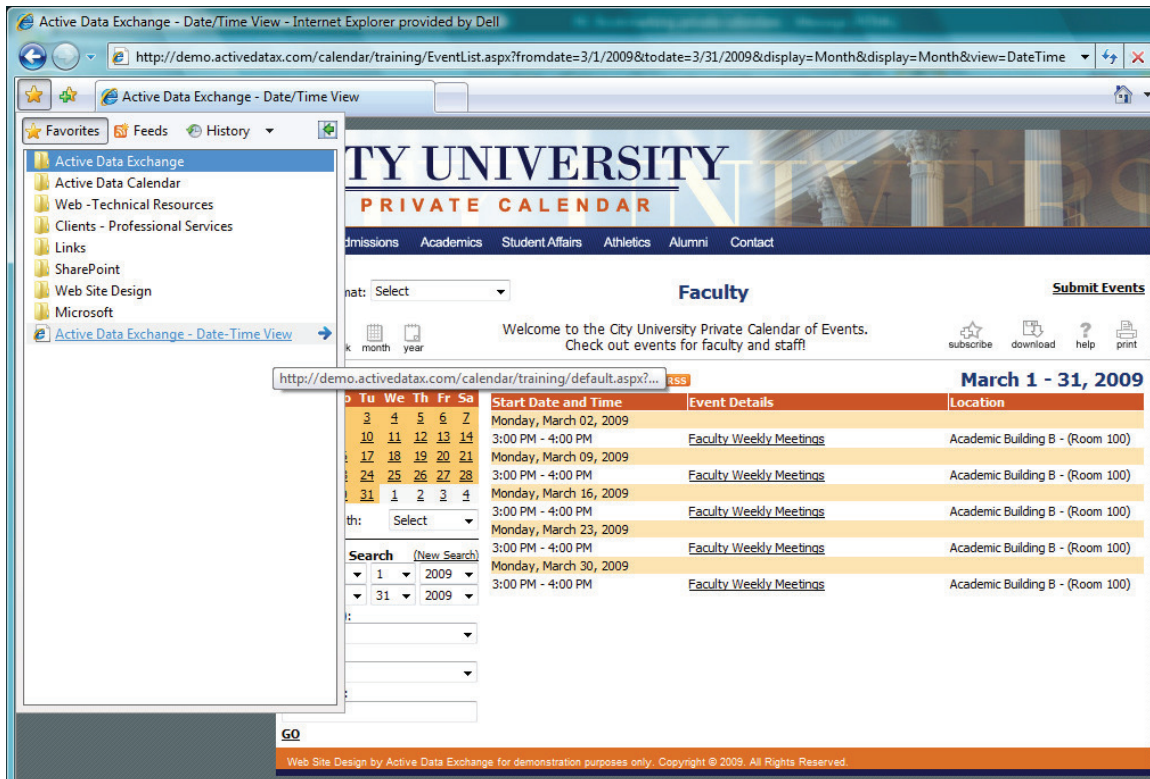 Active Data Exchange - Date/Time View - Internet Explorer provided by Dell
http://demo.activedatax.com/calendar/training/EventList.aspx?fromdate=3/1/2009&todate=3/31/2009&display=Month&display=Month&view=DateTime
Active Data Exchange - Date/Time View
Favorites Feeds History
Active Data Exchange
Active Data Calendar
Web -Technical Resources
Clients - Professional Services
Links
SharePoint
Web Site Design
Microsoft
Active Data Exchange - Date-Time View
http://demo.activedatax.com/calendar/training/default.aspx?...
TY UNIVERSITY
PRIVATE CALENDAR
Academics Student Affairs Athletics Alumni Contact
Select
Faculty
Submit Events
month year
Welcome to the City University Private Calendar of Events.
Check out events for faculty and staff!
subscribe download help print
RSS
March 1 - 31, 2009
Tu We Th Fr Sa
3 4 5 6 7
10 11 12 13 14
17 18 19 20 21
24 25 26 27 28
31 1 2 3 4
Select
Search (New Search)
1 2009
31 2009
GO
Start Date and Time Event Details Location
Monday, March 02, 2009
3:00 PM - 4:00 PM Faculty Weekly Meetings Academic Building B - (Room 100)
Monday, March 09, 2009
3:00 PM - 4:00 PM Faculty Weekly Meetings Academic Building B - (Room 100)
Monday, March 16, 2009
3:00 PM - 4:00 PM Faculty Weekly Meetings Academic Building B - (Room 100)
Monday, March 23, 2009
3:00 PM - 4:00 PM Faculty Weekly Meetings Academic Building B - (Room 100)
Monday, March 30, 2009
3:00 PM - 4:00 PM Faculty Weekly Meetings Academic Building B - (Room 100)
Web Site Design by Active Data Exchange for demonstration purposes only. Copyright © 2009. All Rights Reserved.